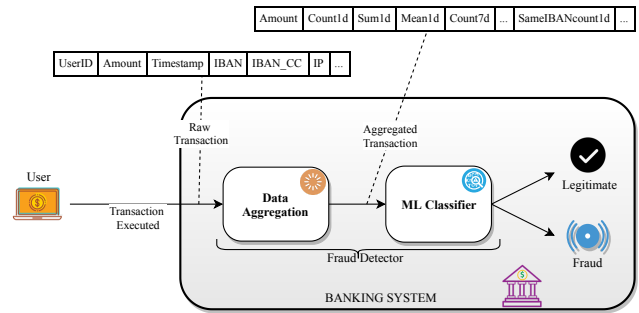 Amount Count1d Sum1d Mean1d Count7d ... SameIBANcount1d ...
UserID Amount Timestamp IBAN IBAN_CC IP ...
Raw
Transaction
Aggregated
Transaction
User
Transaction
Executed
Data
Aggregation
ML Classifier
Legitimate
Fraud
Fraud Detector
BANKING SYSTEM